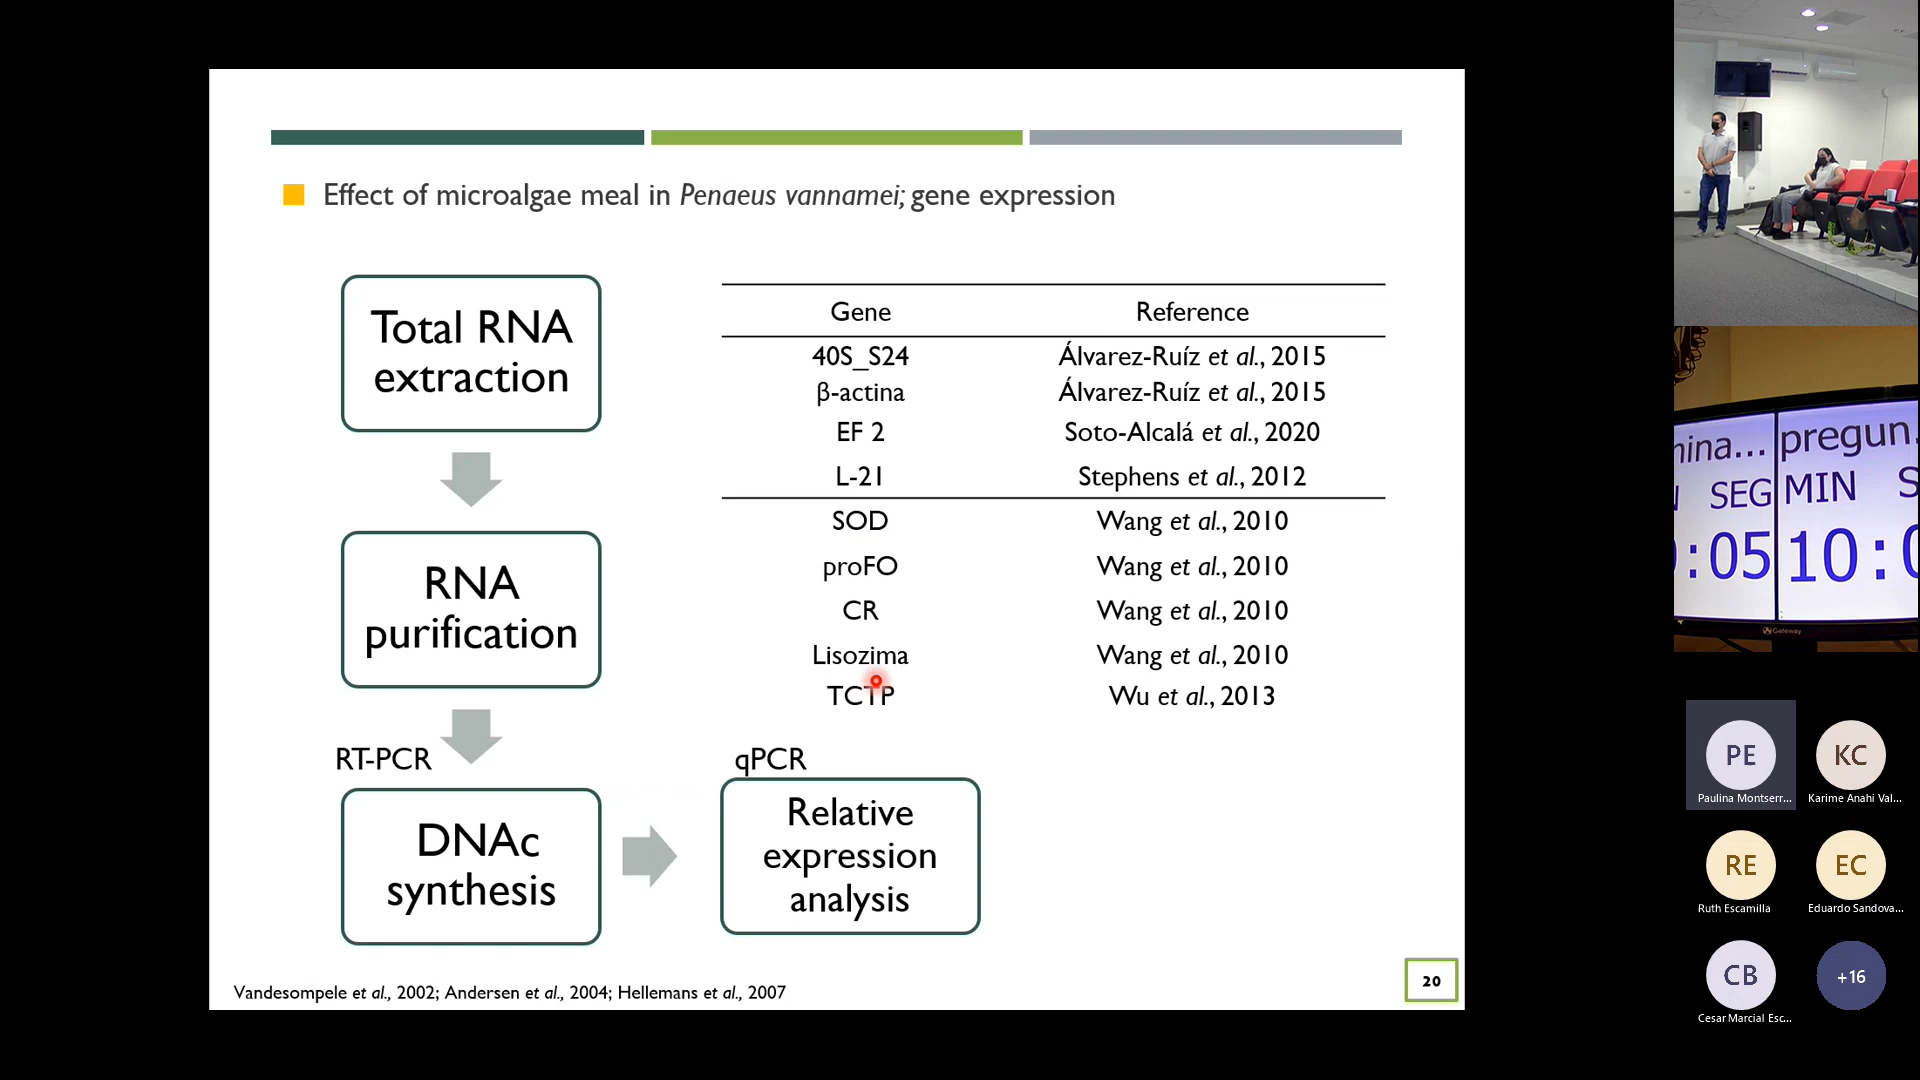 Effect of microalgae meal in Penaeus vannamei; gene expression
Total RNA
extraction
RNA
purification
RT-PCR
DNAc
synthesis
qPCR
Relative
expression
analysis
Gene Reference
40S_S24 Álvarez-Ruíz et al., 2015
β-actina Álvarez-Ruíz et al., 2015
EF 2 Soto-Alcalá et al., 2020
L-21 Stephens et al., 2012
SOD Wang et al., 2010
proFO Wang et al., 2010
CR Wang et al., 2010
Lisozima Wang et al., 2010
TCTP Wu et al., 2013
Vandesompele et al., 2002; Andersen et al., 2004; Hellemans et al., 2007
20
pregun.
SEG MIN
:05 10:
Gateway
PE KC
Paulina Montserr... Karime Anahi Val...
RE EC
Ruth Escamilla Eduardo Sandova...
CB +16
Cesar Marcial Esc...